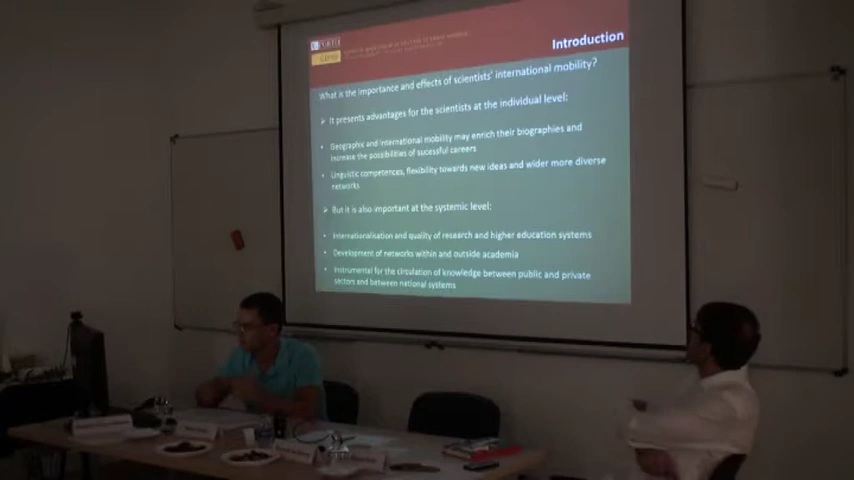 Introduction
What is the importance and effects of scientists' international mobility?
It presents advantages for the scientists at the individual level:
Geographic and international mobility may enrich their biographies and
increase the possibilities of sucessful careers
Linguistic competences, flexibility towards new ideas and wider more diverse
networks
But it is also important at the systemic level:
Internationalisation and quality of research and higher education systems
Development of networks within and outside academia
Instrumental for the circulation of knowledge between public and private
sectors and between national systems